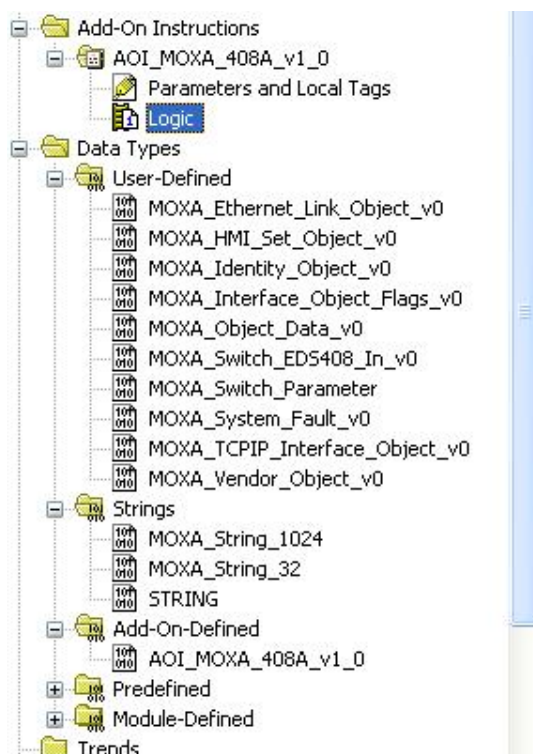 Add-On Instructions
AOI_MOXA_408A_v1_0
Parameters and Local Tags
Logic
Data Types
User-Defined
MOXA_Ethernet_Link_Object_v0
MOXA_HMI_Set_Object_v0
MOXA_Identity_Object_v0
MOXA_Interface_Object_Flags_v0
MOXA_Object_Data_v0
MOXA_Switch_EDS408_In_v0
MOXA_Switch_Parameter
MOXA_System_Fault_v0
MOXA_TCPIP_Interface_Object_v0
MOXA_Vendor_Object_v0
Strings
MOXA_String_1024
MOXA_String_32
STRING
Add-On-Defined
AOI_MOXA_408A_v1_0
Predefined
Module-Defined
Trends